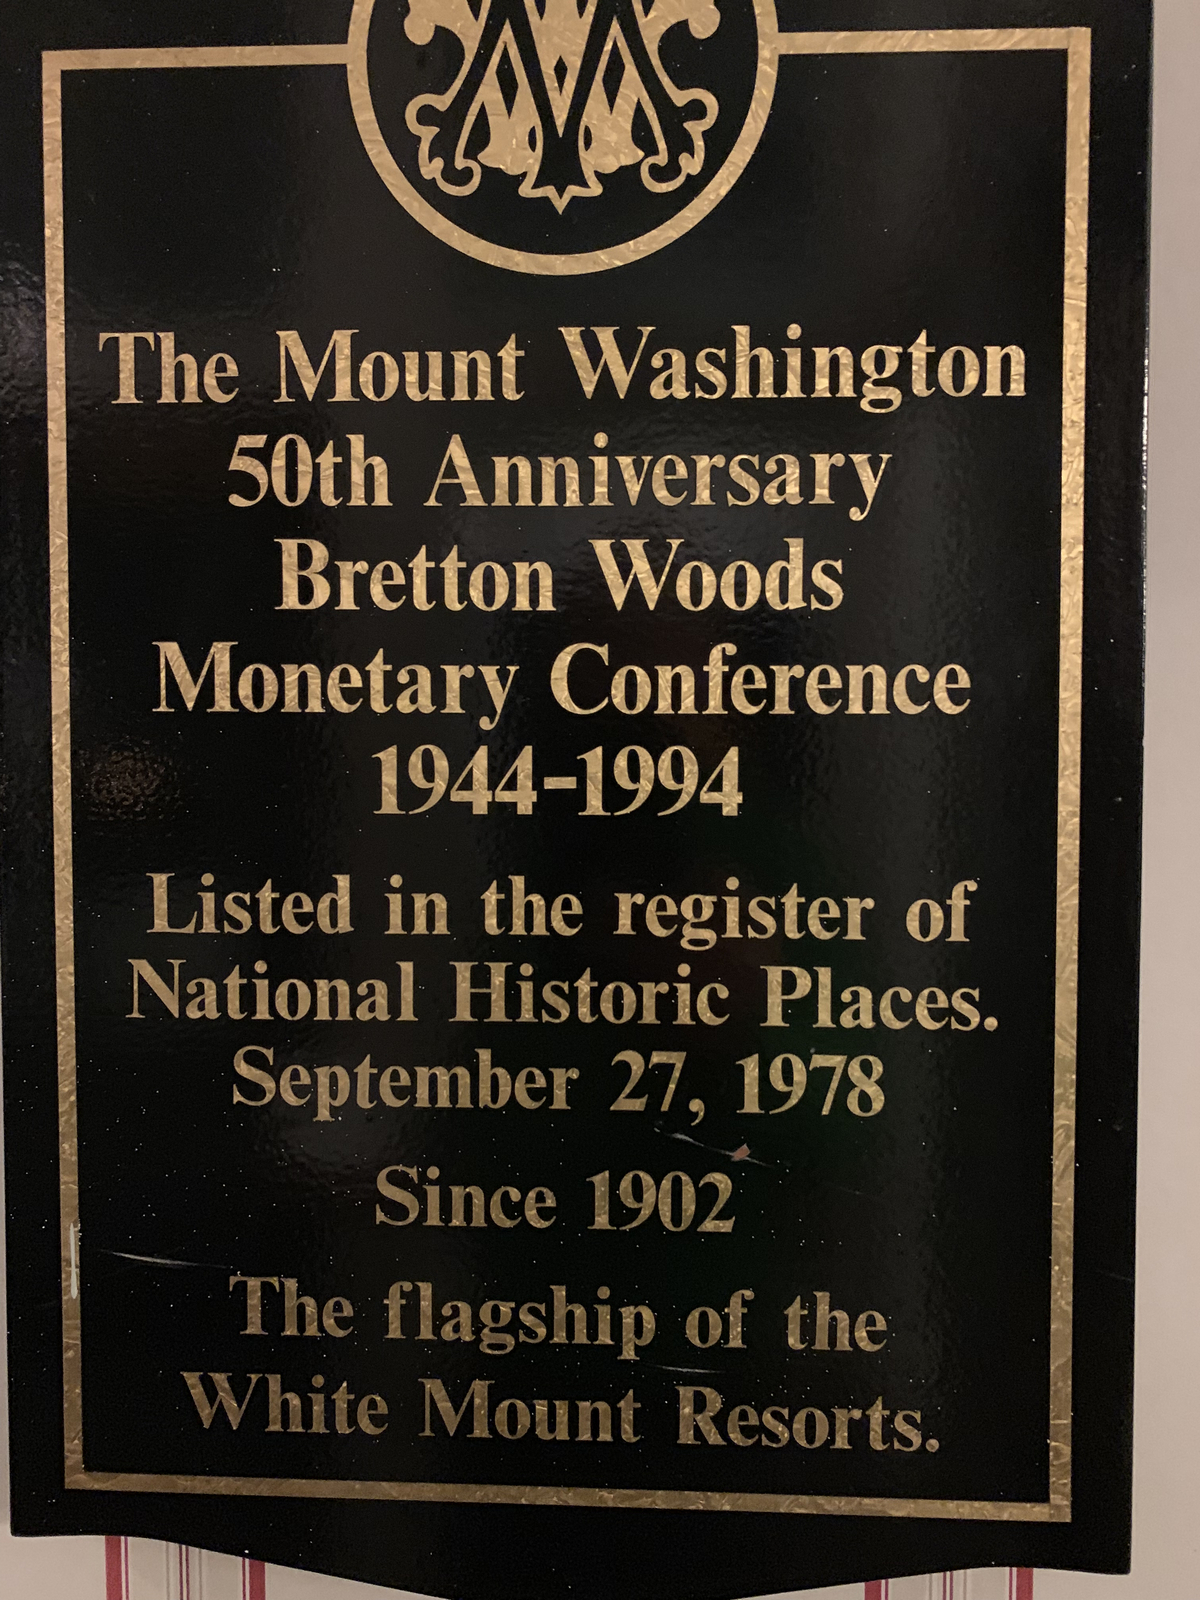 The Mount Washington
50th Anniversary
Bretton Woods
Monetary Conference
1944-1994
Listed in the register of
National Historic Places.
September 27, 1978
Since 1902
The flagship of the
White Mount Resorts.